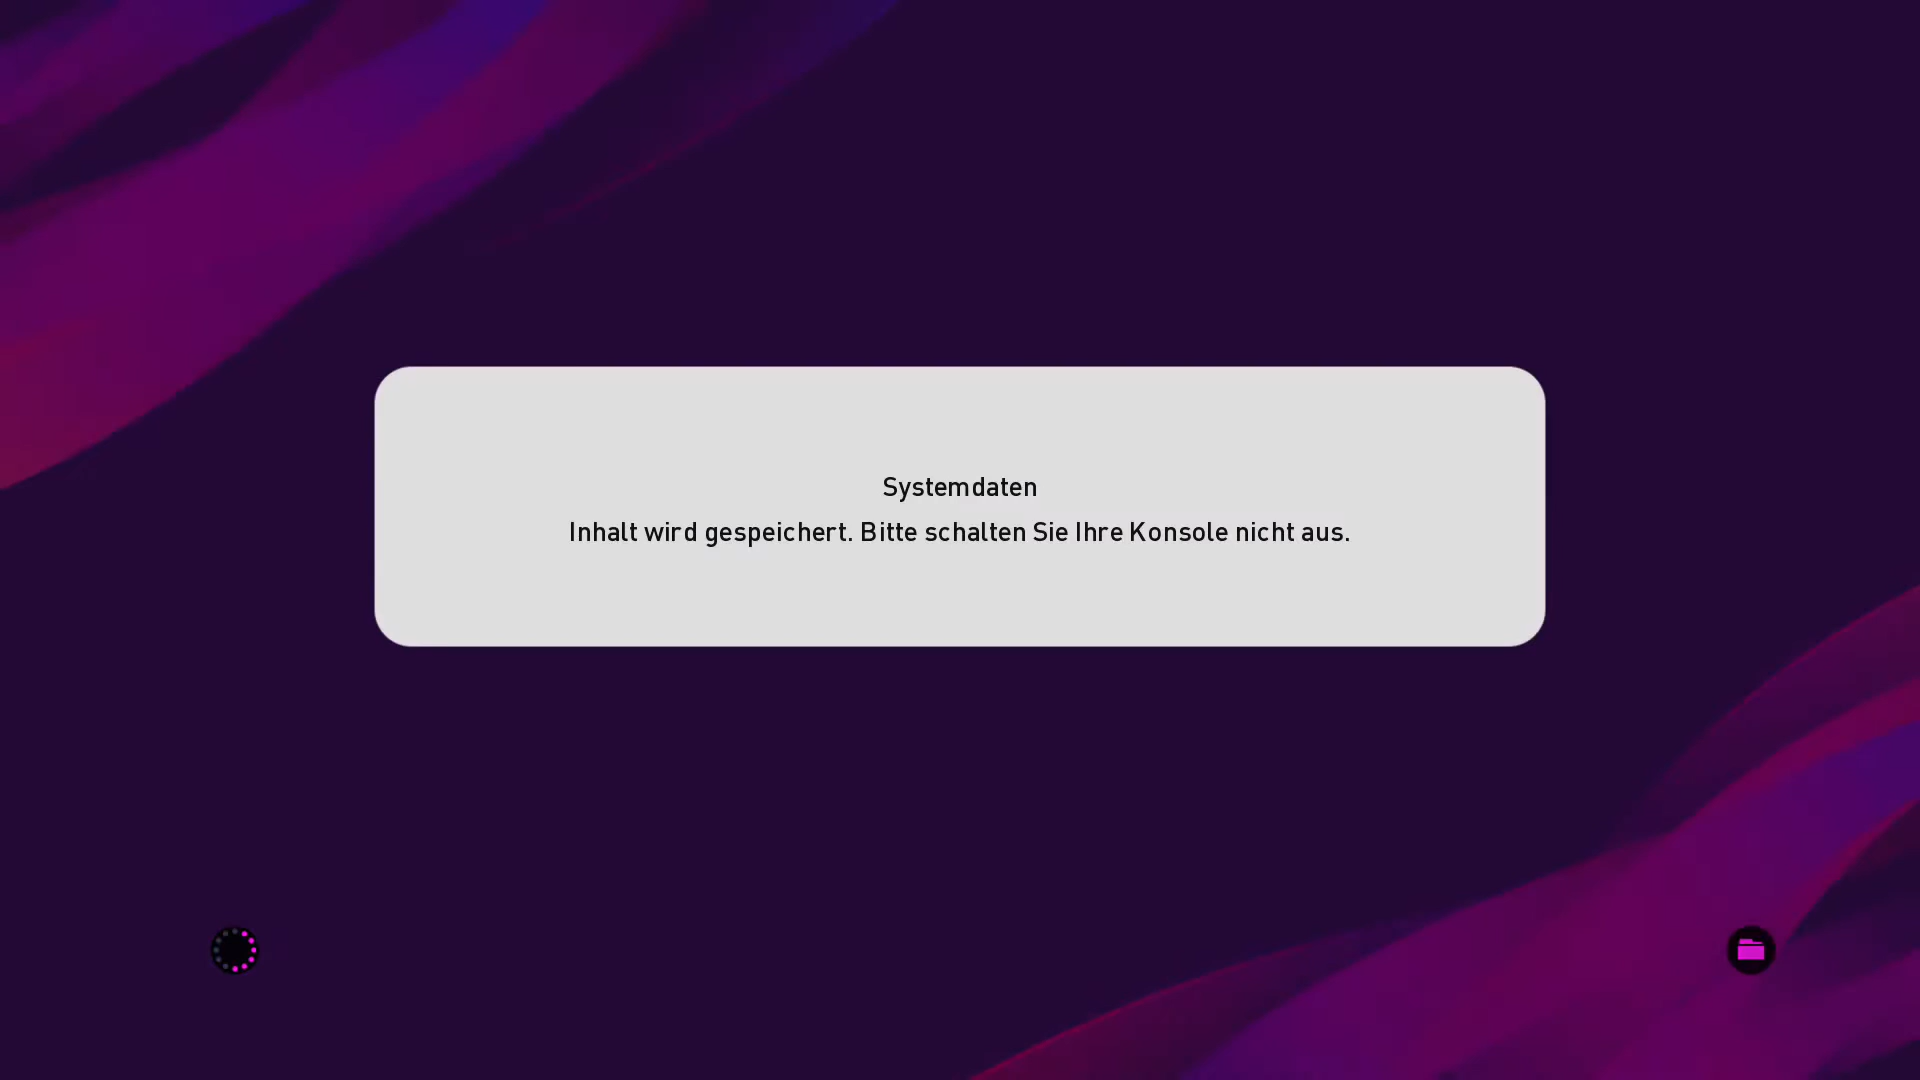 Systemdaten
Inhalt wird gespeichert. Bitte schalten Sie Ihre Konsole nicht aus.